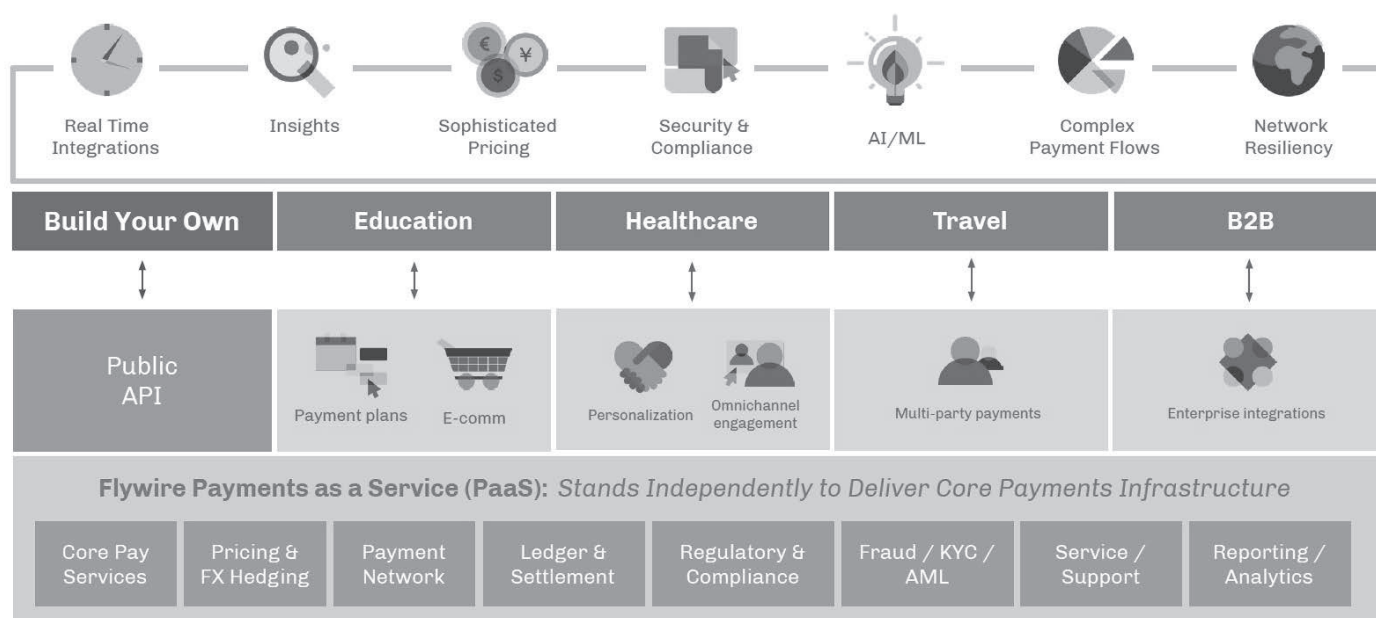 €
¥
$
Real Time
Integrations
Insights
Sophisticated
Pricing
Security &
Compliance
AI/ML
Complex
Payment Flows
Network
Resiliency
Build Your Own
Education
Healthcare
Travel
B2B
Public
API
Payment plans
E-comm
Personalization
Omnichannel
engagement
Multi-party payments
Enterprise integrations
Flywire Payments as a Service (PaaS): Stands Independently to Deliver Core Payments Infrastructure
Core Pay
Services
Pricing &
FX Hedging
Payment
Network
Ledger &
Settlement
Regulatory &
Compliance
Fraud / KYC /
AML
Service /
Support
Reporting /
Analytics